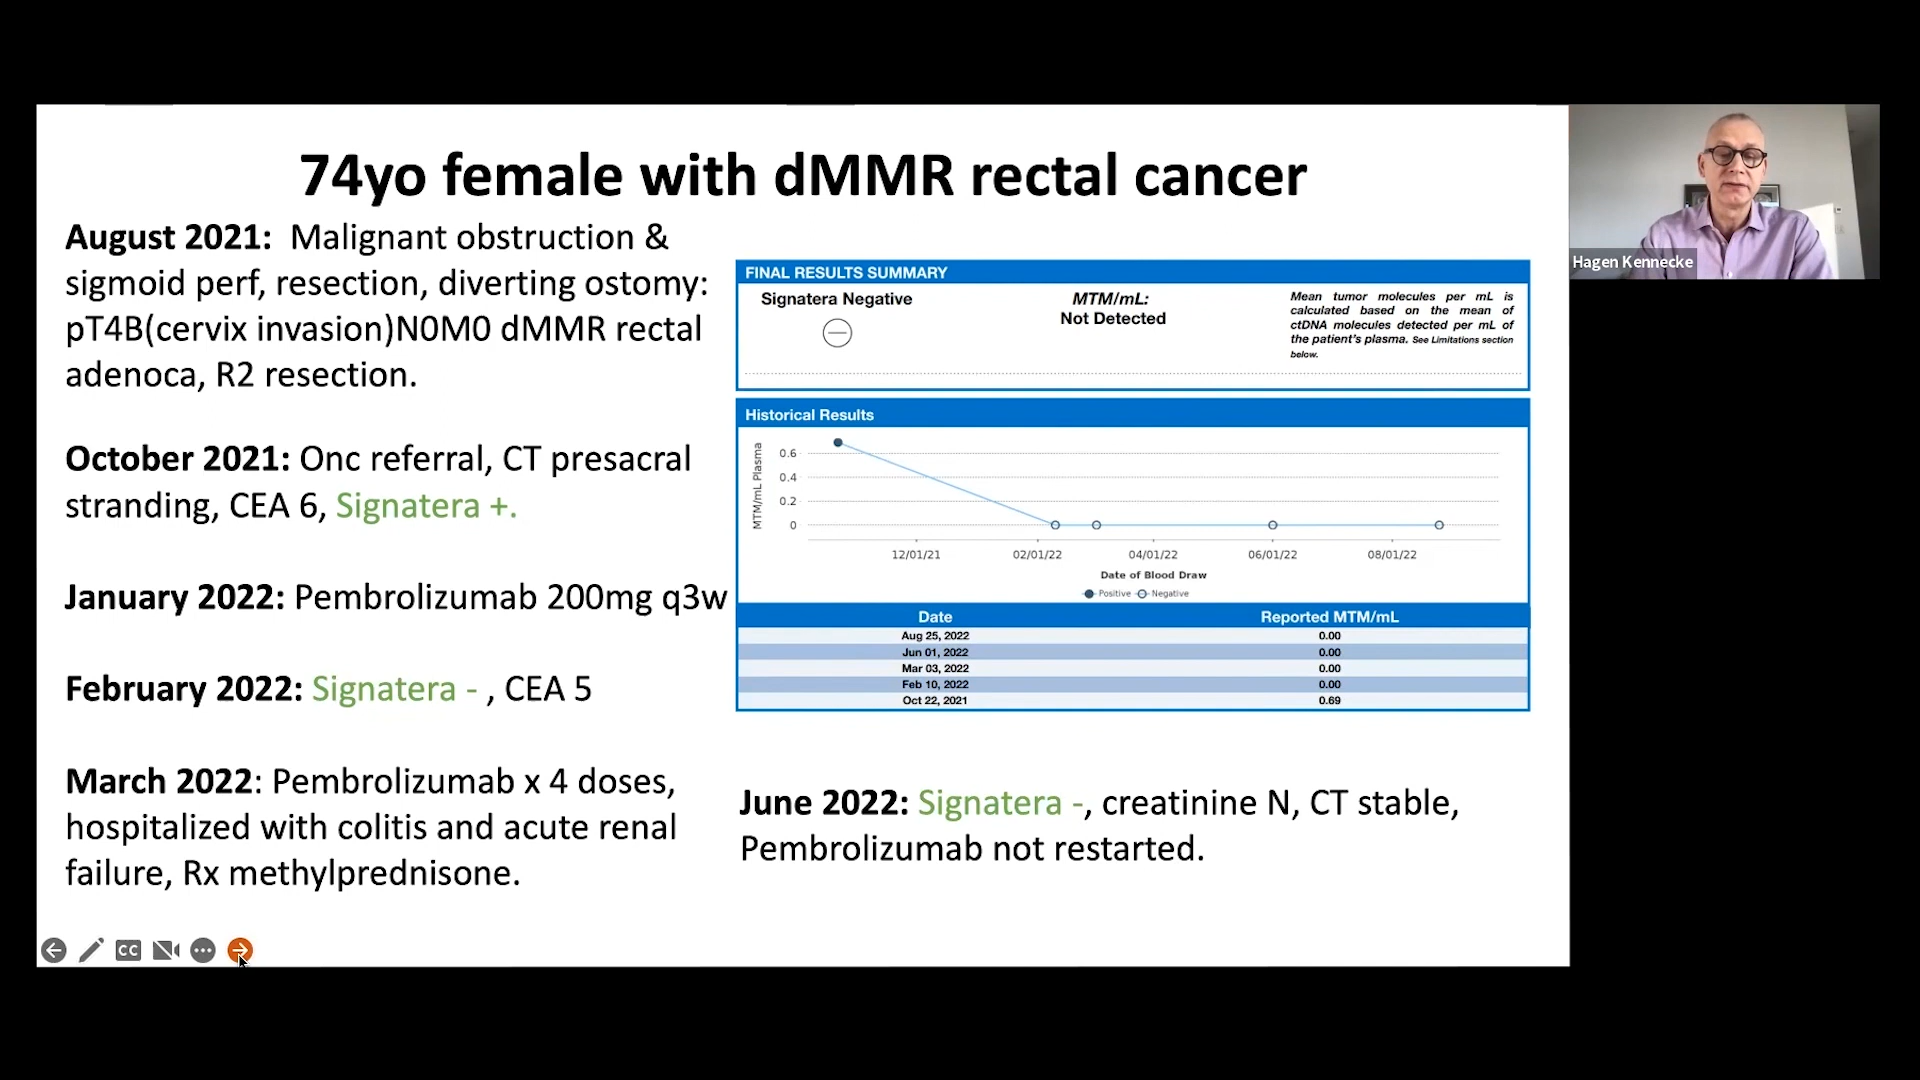 74yo female with dMMR rectal cancer
August 2021: Malignant obstruction &
sigmoid perf, resection, diverting ostomy:
pT4B(cervix invasion)N0M0 dMMR rectal
adenoca, R2 resection.
October 2021: Onc referral, CT presacral
stranding, CEA 6, Signatera +.
January 2022: Pembrolizumab 200mg q3w
February 2022: Signatera - , CEA 5
March 2022: Pembrolizumab x 4 doses,
hospitalized with colitis and acute renal
failure, Rx methylprednisone.
FINAL RESULTS SUMMARY
Signatera Negative
MTM/mL:
Not Detected
Mean tumor molecules per mL is
calculated based on the mean of
ctDNA molecules detected per mL of
the patient's plasma. See Limitations section
below.
Historical Results
MTM/mL Plasma
0.6
0.4
0.2
0
12/01/21 02/01/22 04/01/22 06/01/22 08/01/22
Date of Blood Draw
Positive Negative
Date Reported MTM/mL
Aug 25, 2022 0.00
Jun 01, 2022 0.00
Mar 03, 2022 0.00
Feb 10, 2022 0.00
Oct 22, 2021 0.69
June 2022: Signatera -, creatinine N, CT stable,
Pembrolizumab not restarted.
CC
Hagen Kennecke